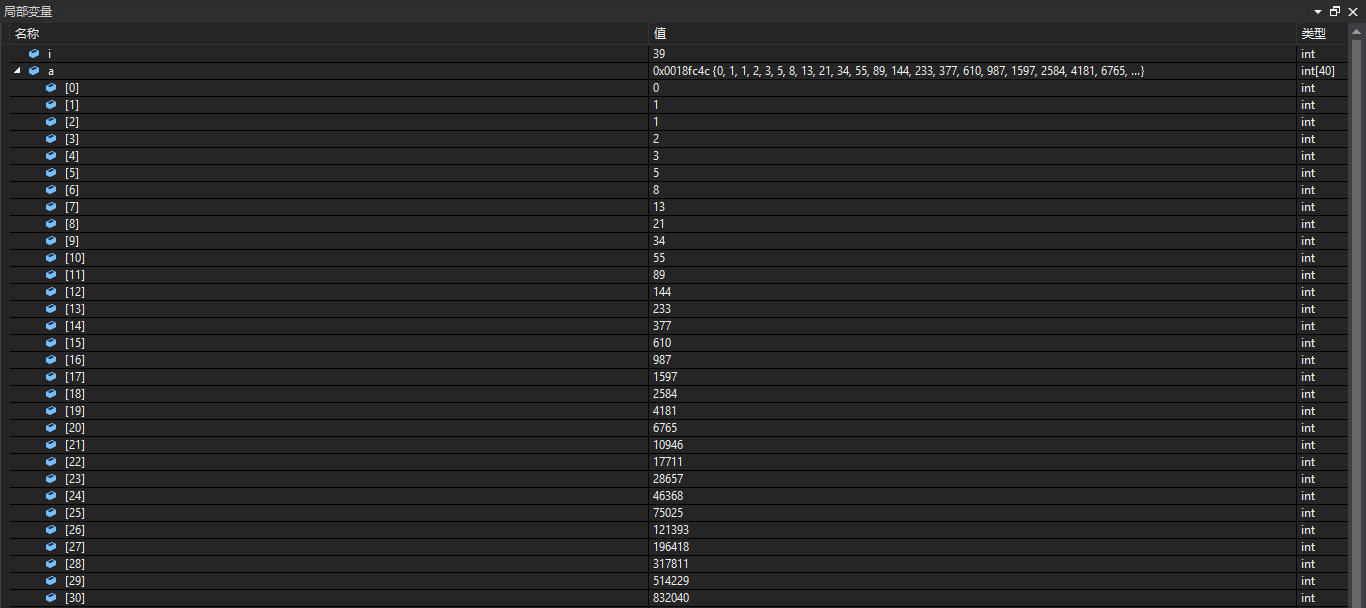 局部变量
名称 值 类型
i 39 int
a 0x0018fc4c {0, 1, 1, 2, 3, 5, 8, 13, 21, 34, 55, 89, 144, 233, 377, 610, 987, 1597, 2584, 4181, 6765, ...} int[40]
[0] 0 int
[1] 1 int
[2] 1 int
[3] 2 int
[4] 3 int
[5] 5 int
[6] 8 int
[7] 13 int
[8] 21 int
[9] 34 int
[10] 55 int
[11] 89 int
[12] 144 int
[13] 233 int
[14] 377 int
[15] 610 int
[16] 987 int
[17] 1597 int
[18] 2584 int
[19] 4181 int
[20] 6765 int
[21] 10946 int
[22] 17711 int
[23] 28657 int
[24] 46368 int
[25] 75025 int
[26] 121393 int
[27] 196418 int
[28] 317811 int
[29] 514229 int
[30] 832040 int